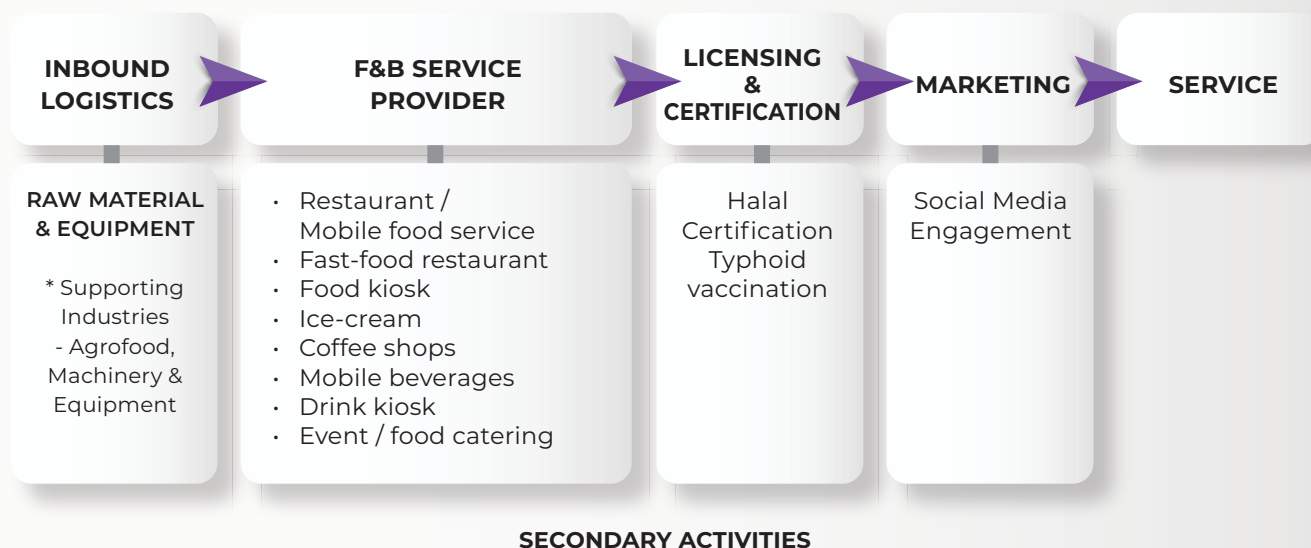 INBOUND
LOGISTICS
F&B SERVICE
PROVIDER
LICENSING
&
CERTIFICATION
MARKETING
SERVICE
RAW MATERIAL
& EQUIPMENT
* Supporting
Industries
- Agrofood,
Machinery &
Equipment
· Restaurant /
Mobile food service
· Fast-food restaurant
· Food kiosk
· Ice-cream
· Coffee shops
· Mobile beverages
· Drink kiosk
· Event / food catering
Halal
Certification
Typhoid
vaccination
Social Media
Engagement
SECONDARY ACTIVITIES